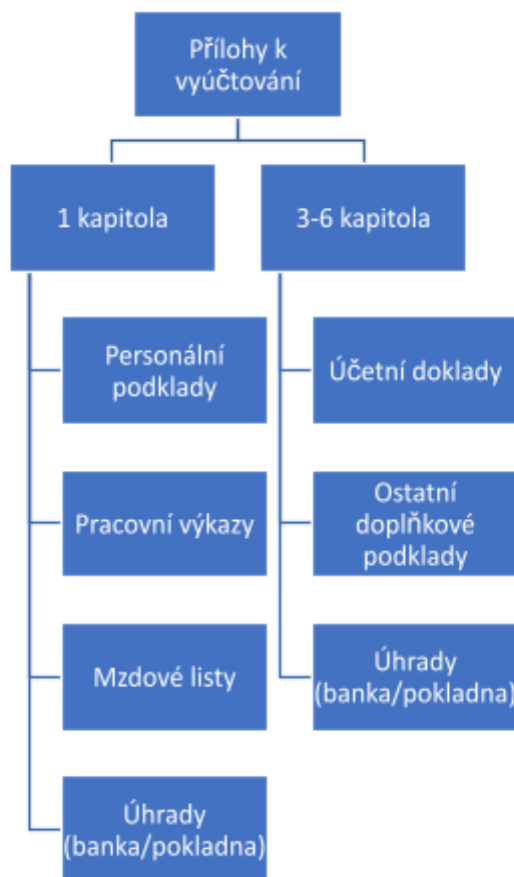 Přílohy k
vyúčtování
1 kapitola
3-6 kapitola
Personální
podklady
Účetní doklady
Pracovní výkazy
Ostatní
doplňkové
podklady
Mzdové listy
Úhrady
(banka/pokladna)
Úhrady
(banka/pokladna)